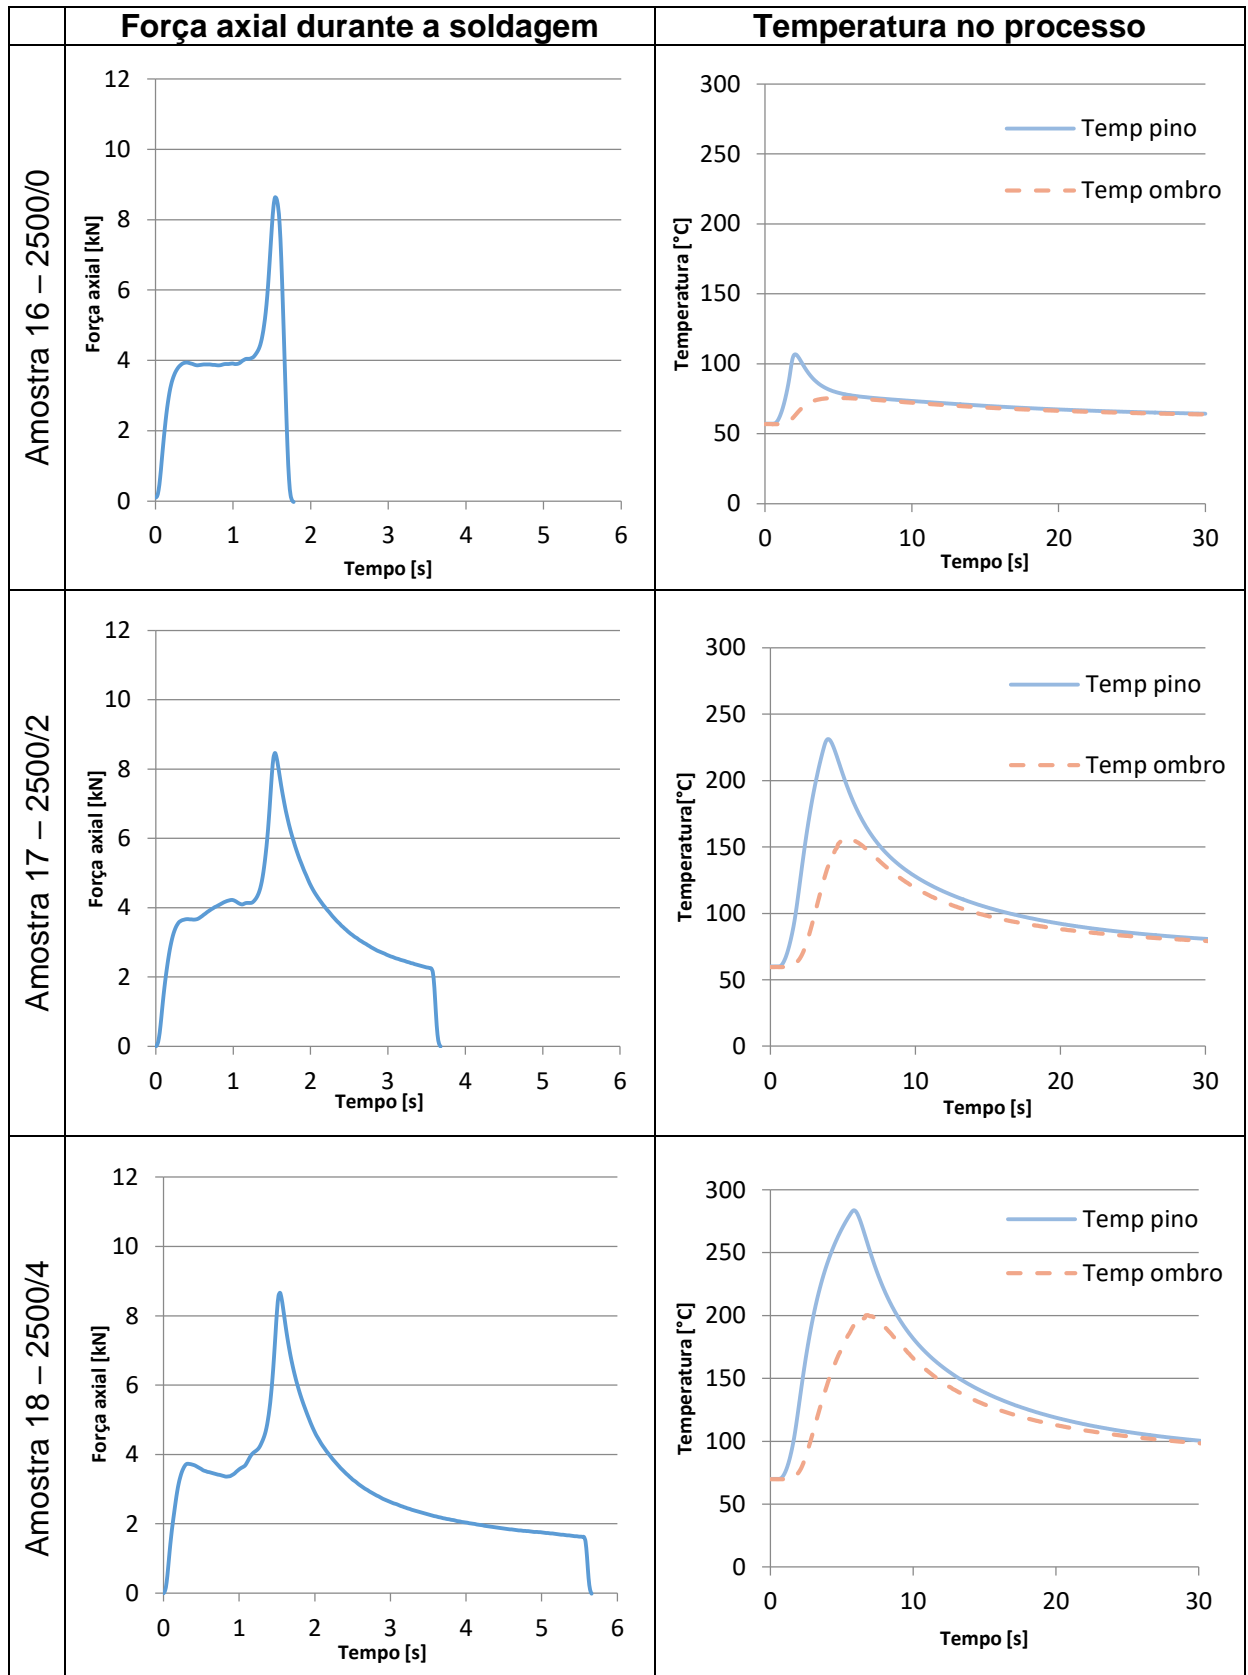 Força axial durante a soldagem
Temperatura no processo
Amostra 16 – 2500/0
Força axial [kN]
12
10
8
6
4
2
0
0 1 2 3 4 5 6
Tempo [s]
Temperatura [°C]
300
250
200
150
100
50
0
0 10 20 30
Tempo [s]
Temp pino
Temp ombro
Amostra 17 – 2500/2
Força axial [kN]
12
10
8
6
4
2
0
0 1 2 3 4 5 6
Tempo [s]
Temperatura[°C]
300
250
200
150
100
50
0
0 10 20 30
Tempo [s]
Temp pino
Temp ombro
Amostra 18 – 2500/4
Força axial [kN]
12
10
8
6
4
2
0
0 1 2 3 4 5 6
Tempo [s]
Temperatura [°C]
300
250
200
150
100
50
0
0 10 20 30
Tempo [s]
Temp pino
Temp ombro